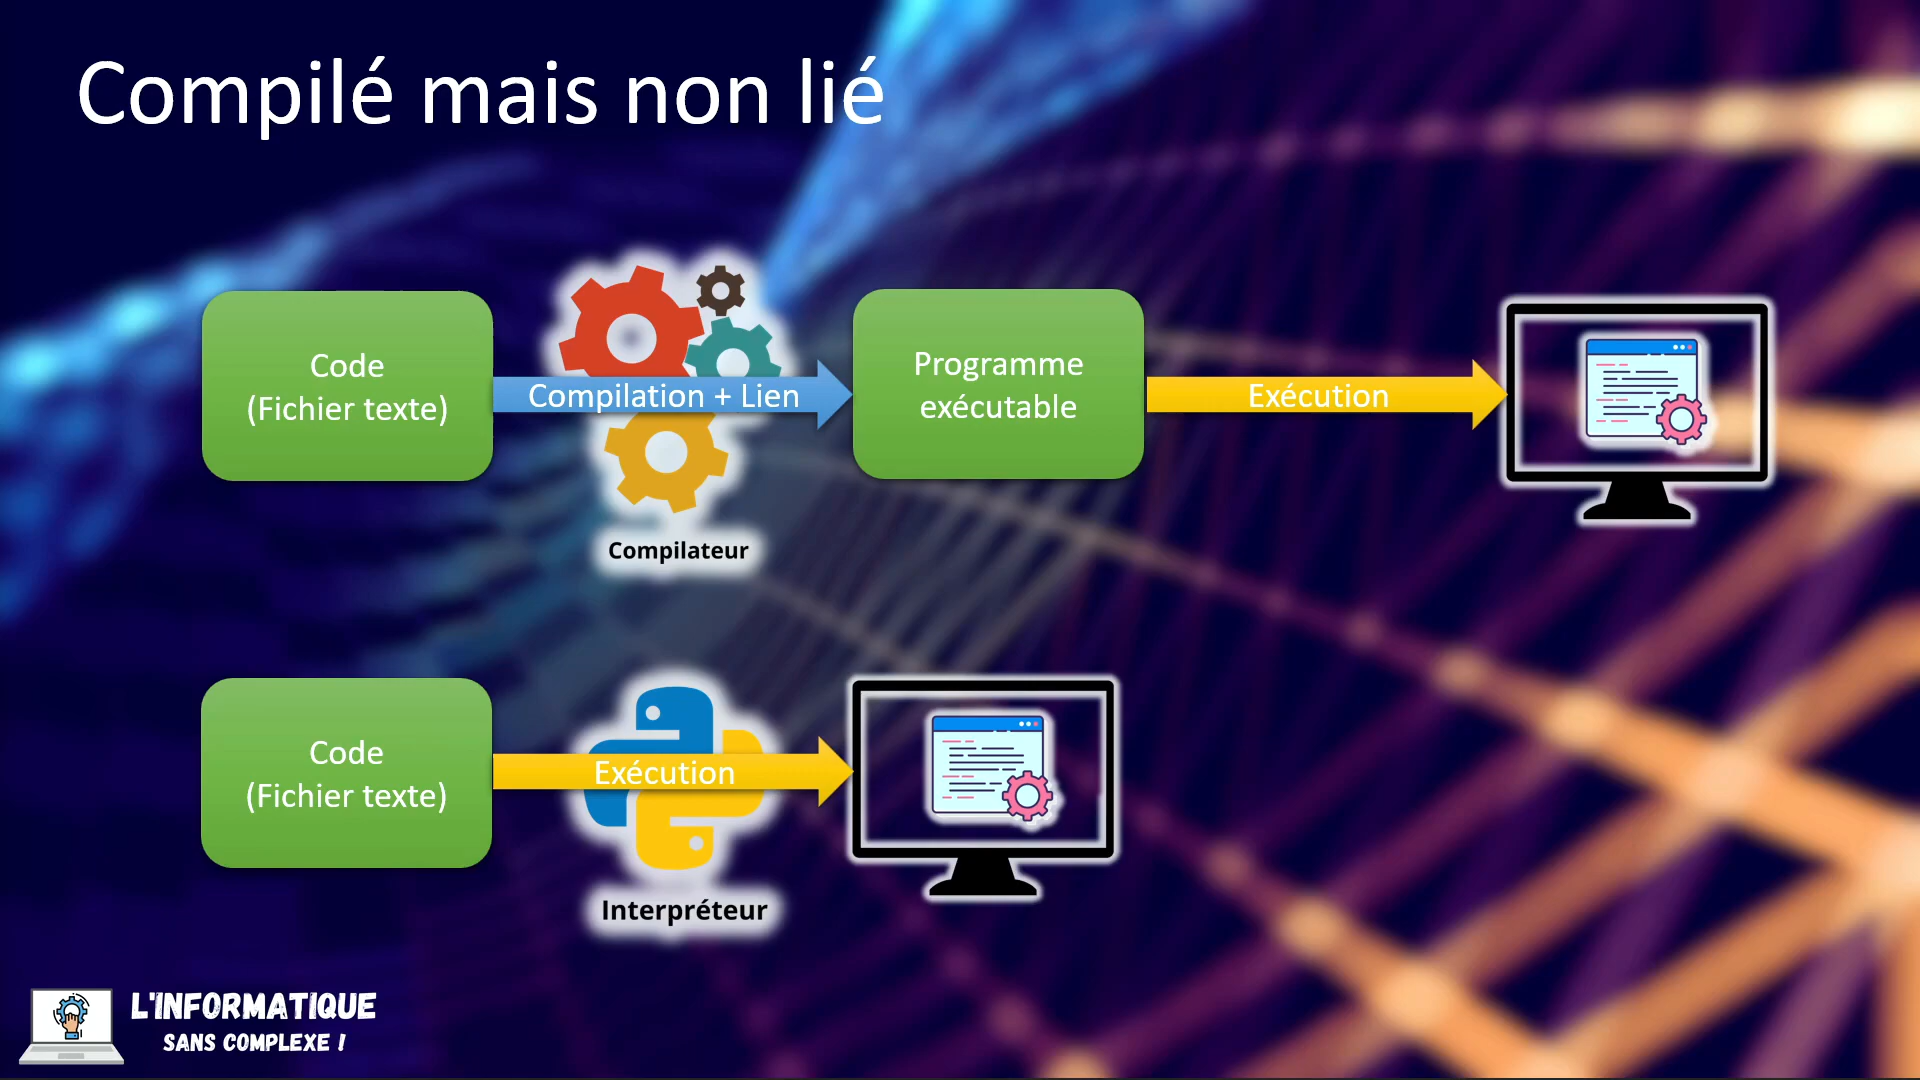 Compilé mais non lié
Code
(Fichier texte)
Compilation + Lien
Compilateur
Programme
exécutable
Exécution
Code
(Fichier texte)
Exécution
Interpréteur
L'INFORMATIQUE
SANS COMPLEXE !